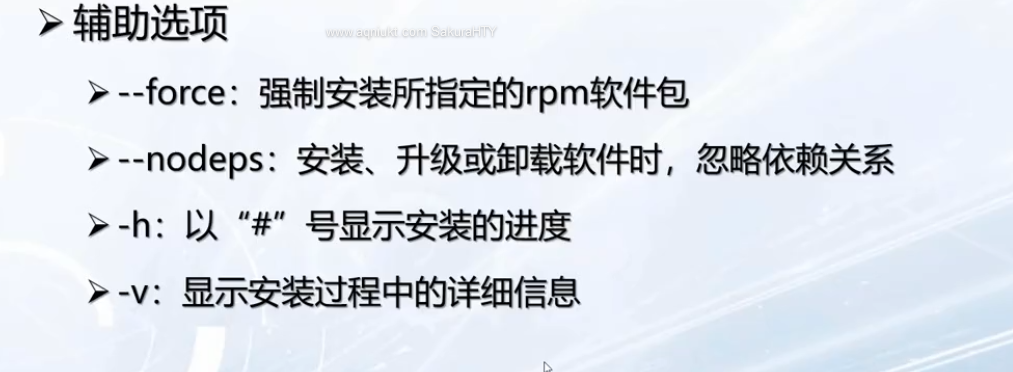 ➢ 辅助选项
www.aqniukt.com SakuraHTY
➢ --force：强制安装所指定的rpm软件包
➢ --nodeps：安装、升级或卸载软件时，忽略依赖关系
➢ -h：以“#”号显示安装的进度
➢ -v：显示安装过程中的详细信息